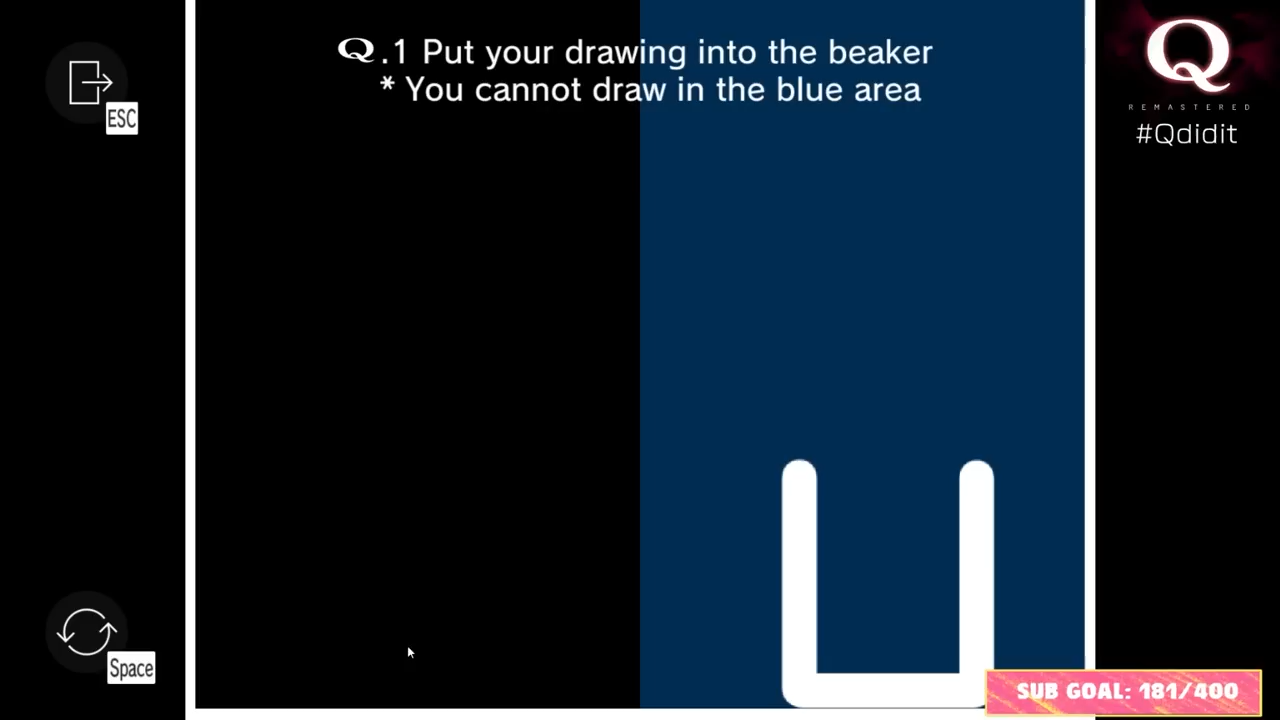 Q.1 Put your drawing into the beaker
* You cannot draw in the blue area
ESC
Q
REMASTERED
#Qdidit
Space
SUB GOAL: 181/400